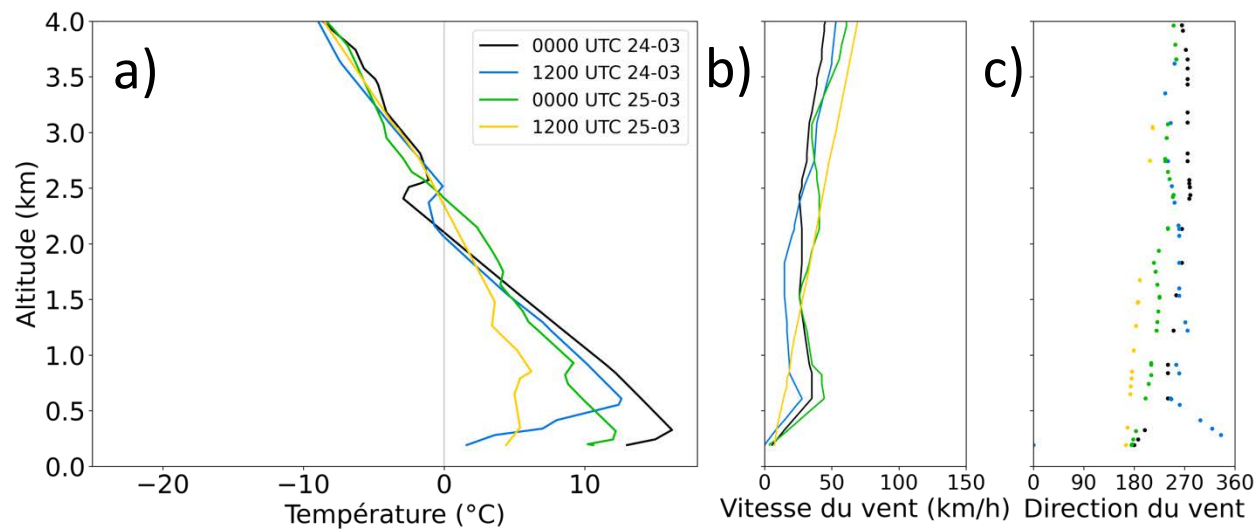 a)
b)
c)
0000 UTC 24-03
1200 UTC 24-03
0000 UTC 25-03
1200 UTC 25-03
Altitude (km)
4.0
3.5
3.0
2.5
2.0
1.5
1.0
0.5
0.0
−20
−10
0
10
0
50
100
150
0
90
180
270
360
Température (°C)
Vitesse du vent (km/h)
Direction du vent